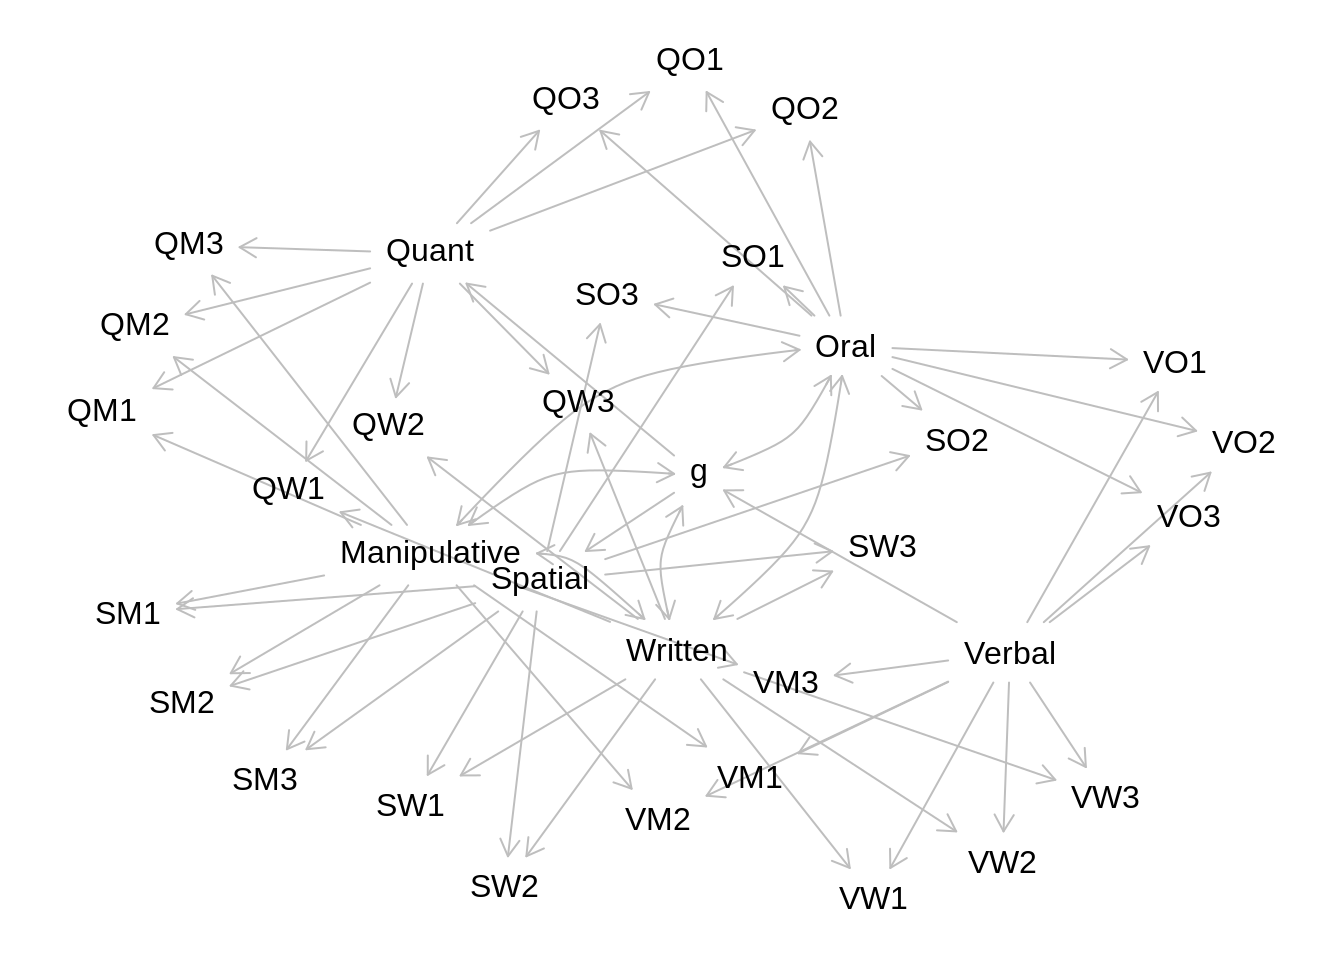 QO1
QO3
QO2
QM3
Quant
SO1
SO3
QM2
Oral
VO1
QW3
QM1
QW2
SO2
VO2
g
QW1
VO3
SW3
Manipulative
Spatial
SM1
Written
Verbal
VM3
SM2
VM1
SM3
VW3
SW1
VM2
VW2
SW2
VW1